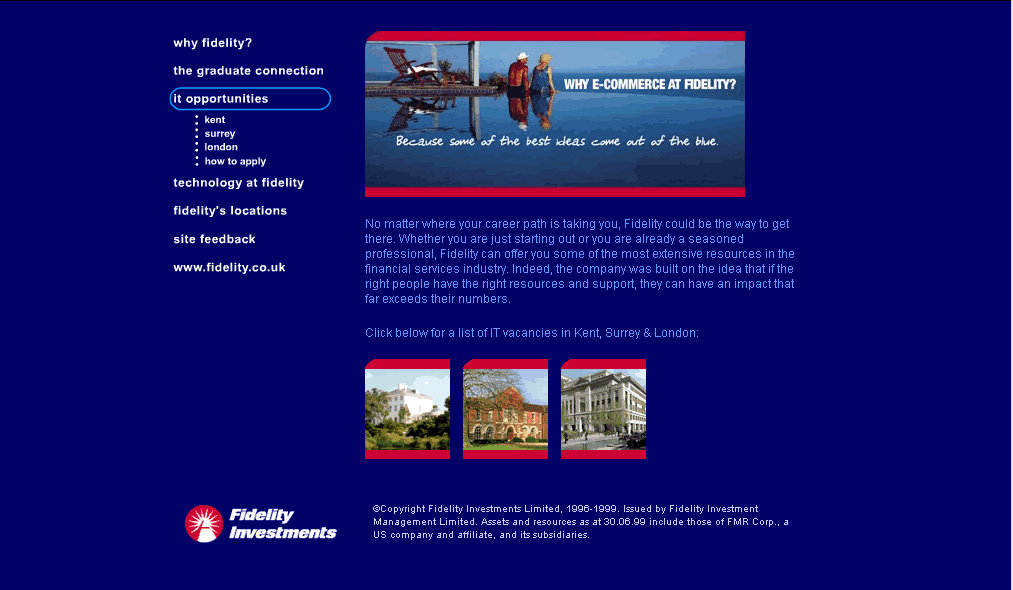 why fidelity?
the graduate connection
it opportunities
kent
surrey
london
how to apply
technology at fidelity
fidelity's locations
site feedback
www.fidelity.co.uk
WHY E-COMMERCE AT FIDELITY?
Because some of the best ideas come out of the blue.
No matter where your career path is taking you, Fidelity could be the way to get
there. Whether you are just starting out or you are already a seasoned
professional, Fidelity can offer you some of the most extensive resources in the
financial services industry. Indeed, the company was built on the idea that if the
right people have the right resources and support, they can have an impact that
far exceeds their numbers.
Click below for a list of IT vacancies in Kent, Surrey & London:
Fidelity
Investments
©Copyright Fidelity Investments Limited, 1996-1999. Issued by Fidelity Investment
Management Limited. Assets and resources as at 30.06.99 include those of FMR Corp., a
US company and affiliate, and its subsidiaries.